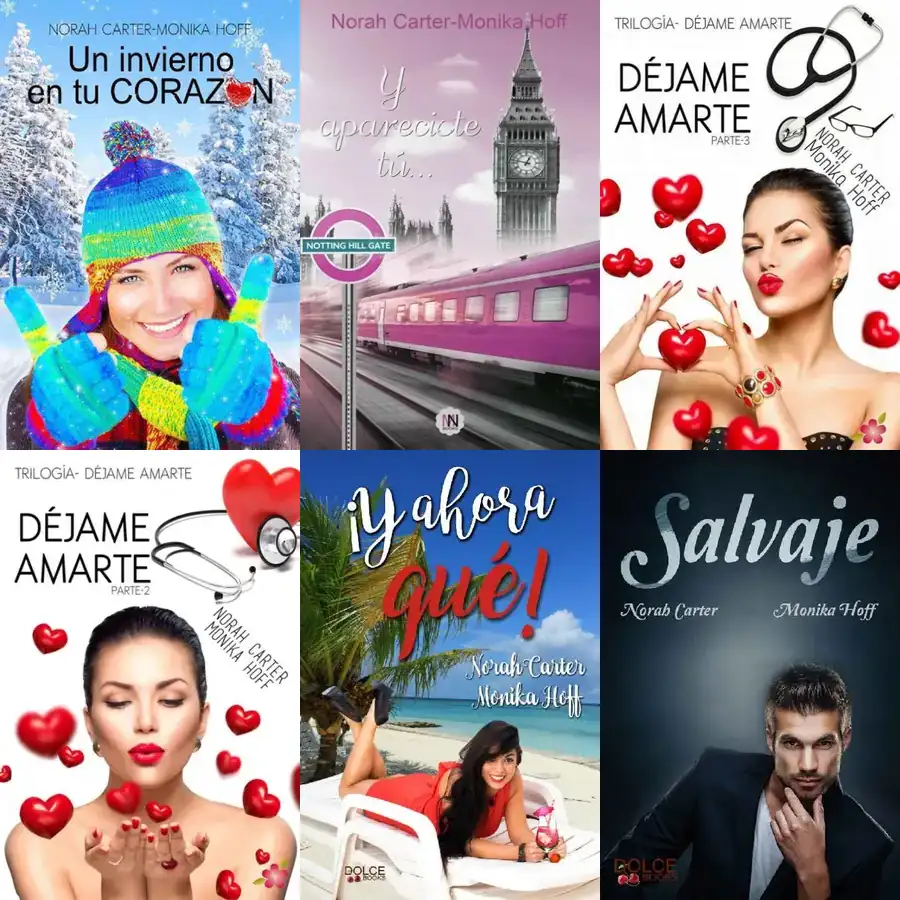 NORAH CARTER-MONIKA HOFF
Un invierno
en tu CORAZON
Norah Carter-Monika Hoff
Y
apareciste
tú...
NOTTING HILL GATE
TRILOGÍA- DÉJAME AMARTE
DÉJAME
AMARTE
PARTE-3
NORAH CARTER
Monika Hoff
TRILOGÍA- DÉJAME AMARTE
DÉJAME
AMARTE
PARTE-2
NORAH CARTER
MONIKA HOFF
¡Y ahora
qué!
Norah Carter
Monika Hoff
DOLCE
BOOKS
Salvaje
Norah Carter
Monika Hoff
DOLCE
BOOKS